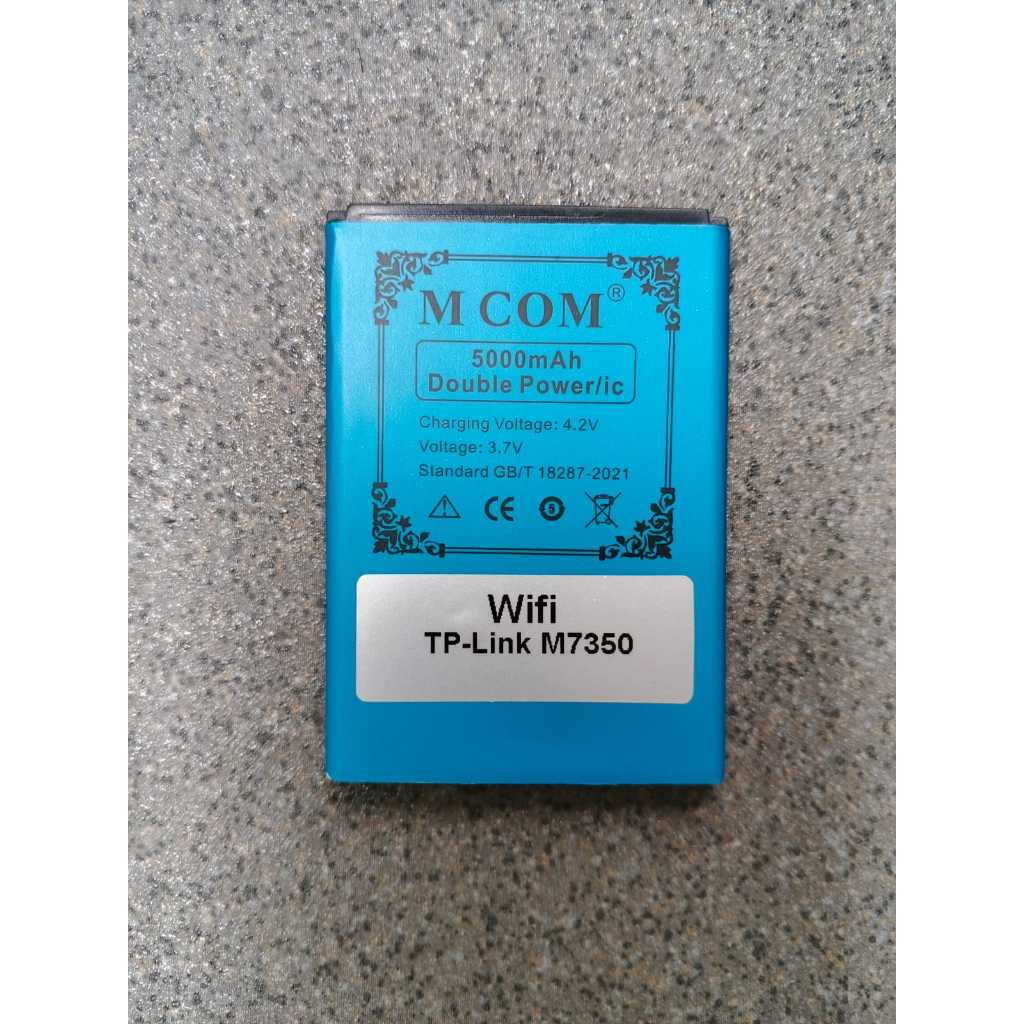 M COM®
5000mAh
Double Power/ic
Charging Voltage: 4.2V
Voltage: 3.7V
Standard GB/T 18287-2021
CE
Wifi
TP-Link M7350